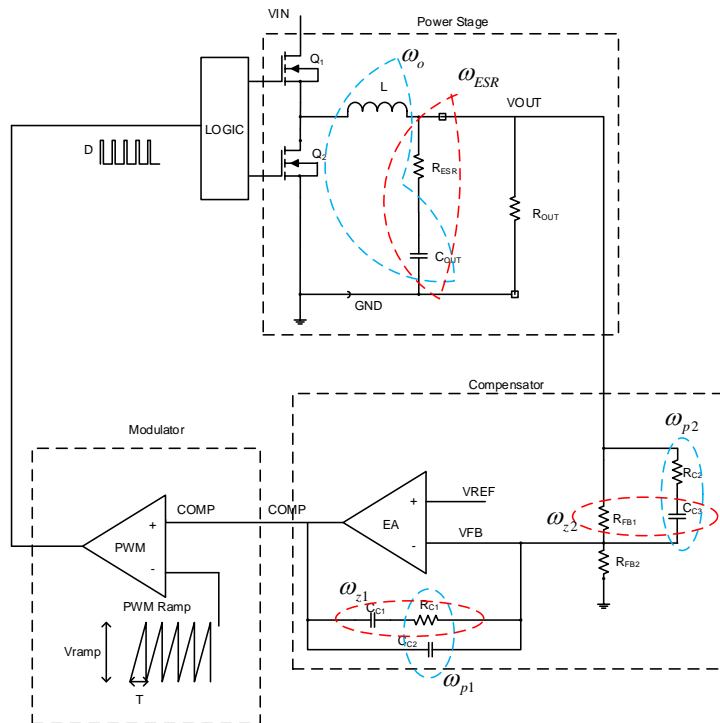 VIN
Power Stage
Q1
ωo
ωESR
L
VOUT
LOGIC
D
Q2
RESR
ROUT
COUT
GND
Compensator
Modulator
ωp2
RC2
COMP
COMP
VREF
+
+
EA
CC3
RFB1
ωz2
PWM
VFB
-
-
RFB2
ωz1
PWM Ramp
CC1
RC1
Vramp
CC2
T
ωp1